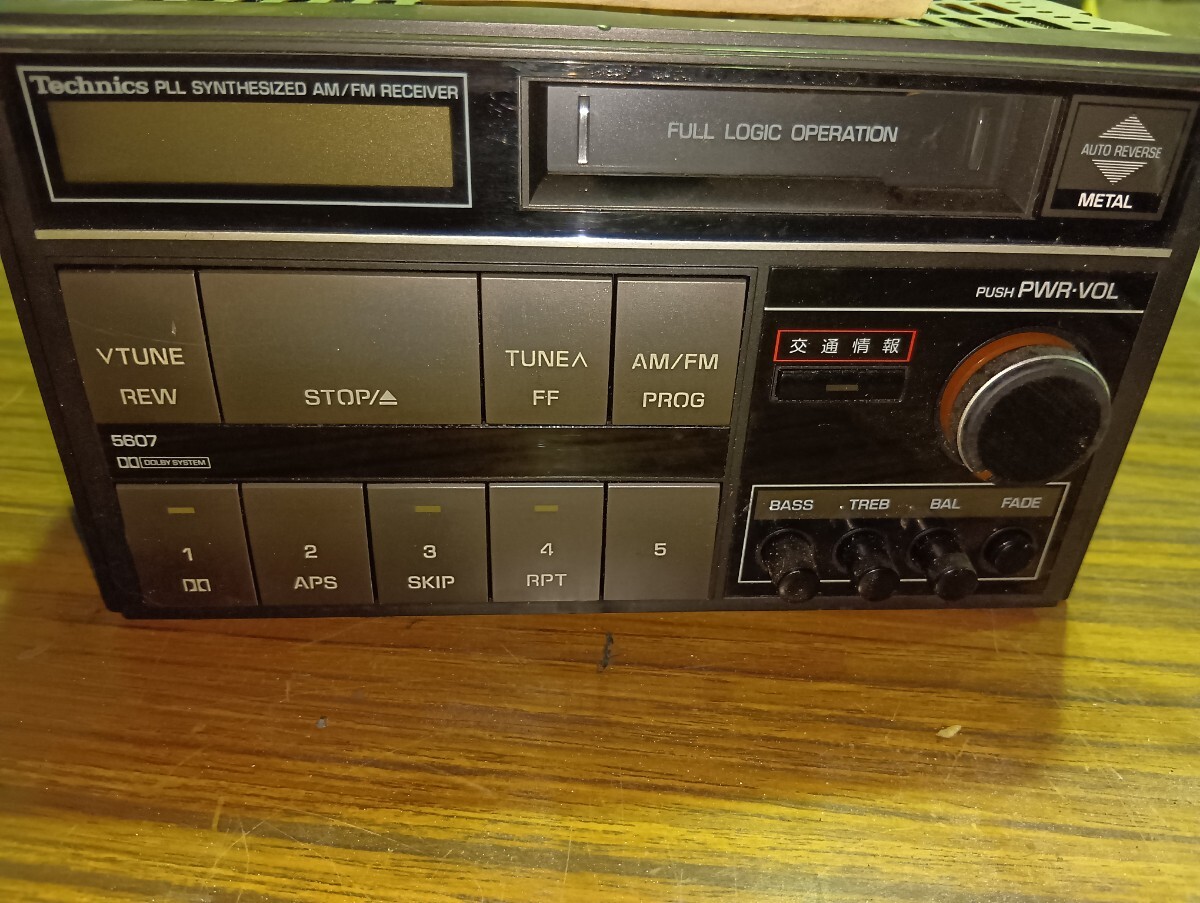 Technics PLL SYNTHESIZED AM/FM RECEIVER
FULL LOGIC OPERATION
AUTO REVERSE
METAL
PUSH PWR·VOL
交通情報
∨TUNE
REW
STOP/⏏
TUNE∧
FF
AM/FM
PROG
5607
DOLBY SYSTEM
BASS TREB BAL FADE
1
2
APS
3
SKIP
4
RPT
5